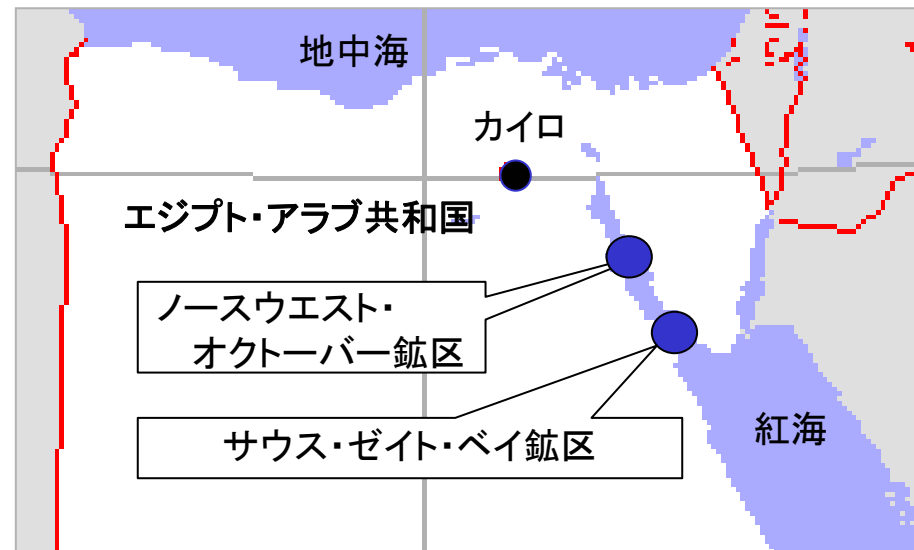 地中海
カイロ
エジプト・アラブ共和国
ノースウエスト・
オクトーバー鉱区
サウス・ゼイト・ベイ鉱区
紅海